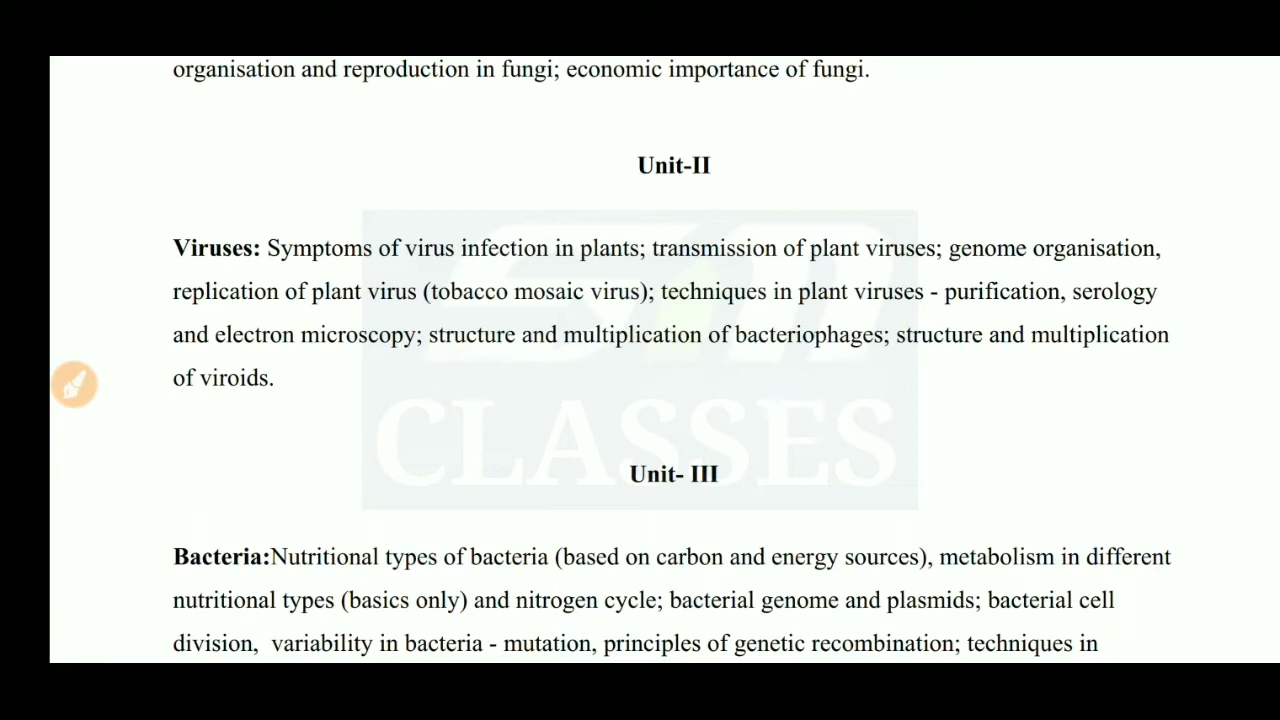 organisation and reproduction in fungi; economic importance of fungi.
Unit-II
Viruses: Symptoms of virus infection in plants; transmission of plant viruses; genome organisation,
replication of plant virus (tobacco mosaic virus); techniques in plant viruses - purification, serology
and electron microscopy; structure and multiplication of bacteriophages; structure and multiplication
of viroids.
CLASSES
Unit- III
Bacteria:Nutritional types of bacteria (based on carbon and energy sources), metabolism in different
nutritional types (basics only) and nitrogen cycle; bacterial genome and plasmids; bacterial cell
division,  variability in bacteria - mutation, principles of genetic recombination; techniques in